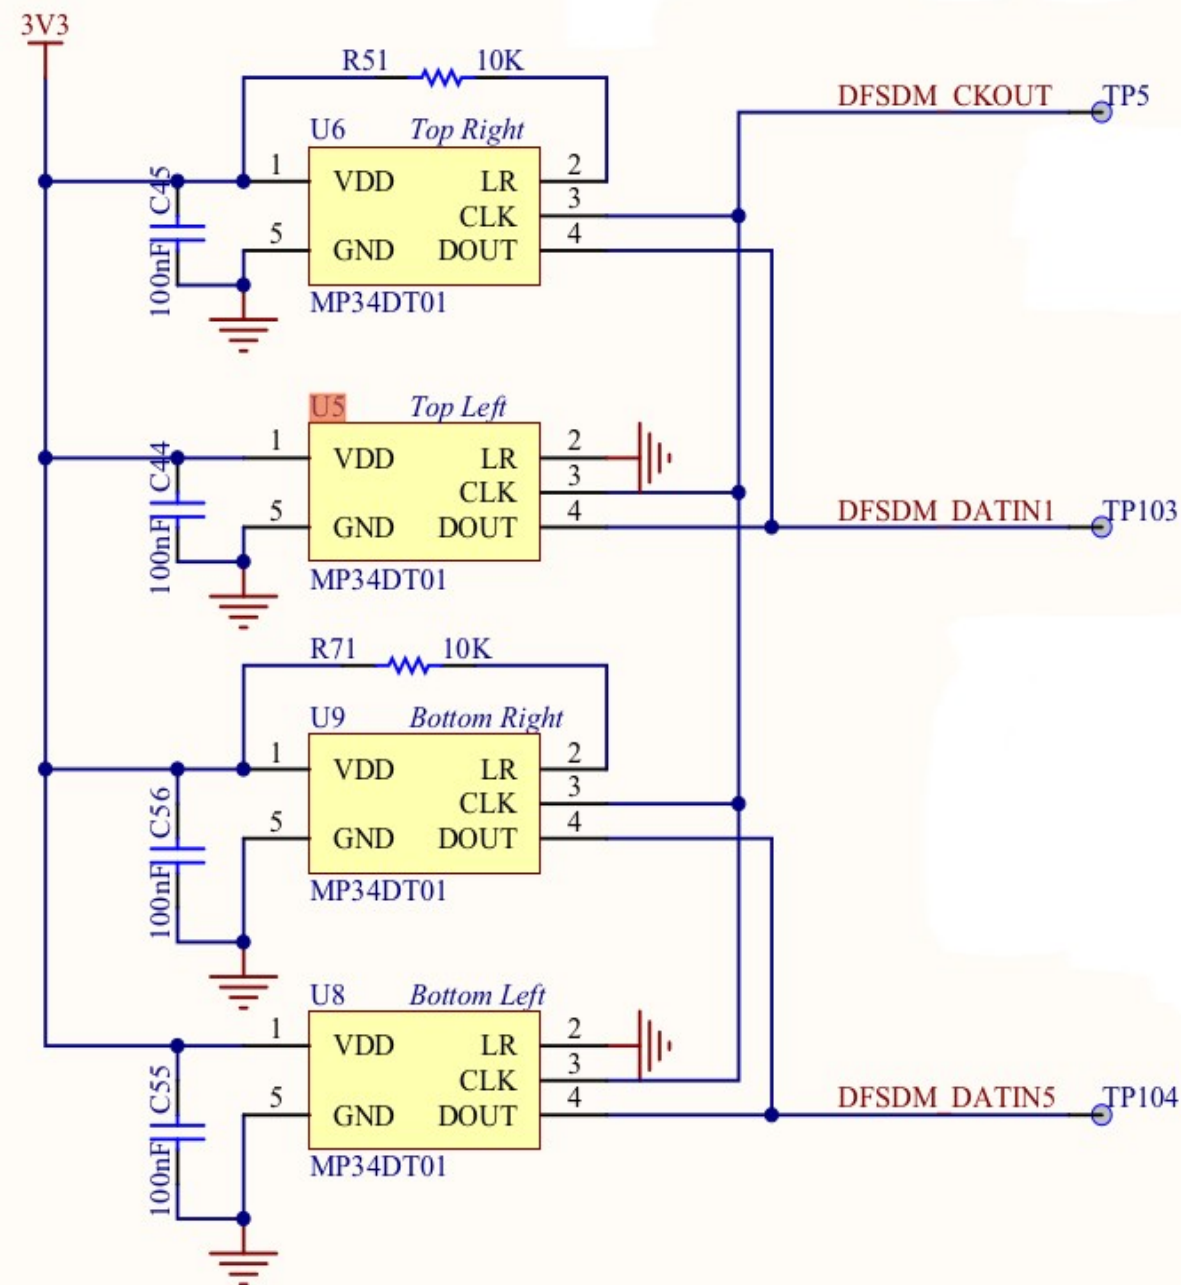 3V3
R51 10K
DFSDM_CKOUT TP5
U6 Top Right
1 VDD LR 2
CLK 3
5 GND DOUT 4
C45
100nF
MP34DT01
U5 Top Left
1 VDD LR 2
CLK 3
5 GND DOUT 4
C44
100nF
DFSDM_DATIN1 TP103
MP34DT01
R71 10K
U9 Bottom Right
1 VDD LR 2
CLK 3
5 GND DOUT 4
C56
100nF
MP34DT01
U8 Bottom Left
1 VDD LR 2
CLK 3
5 GND DOUT 4
C55
100nF
DFSDM_DATIN5 TP104
MP34DT01